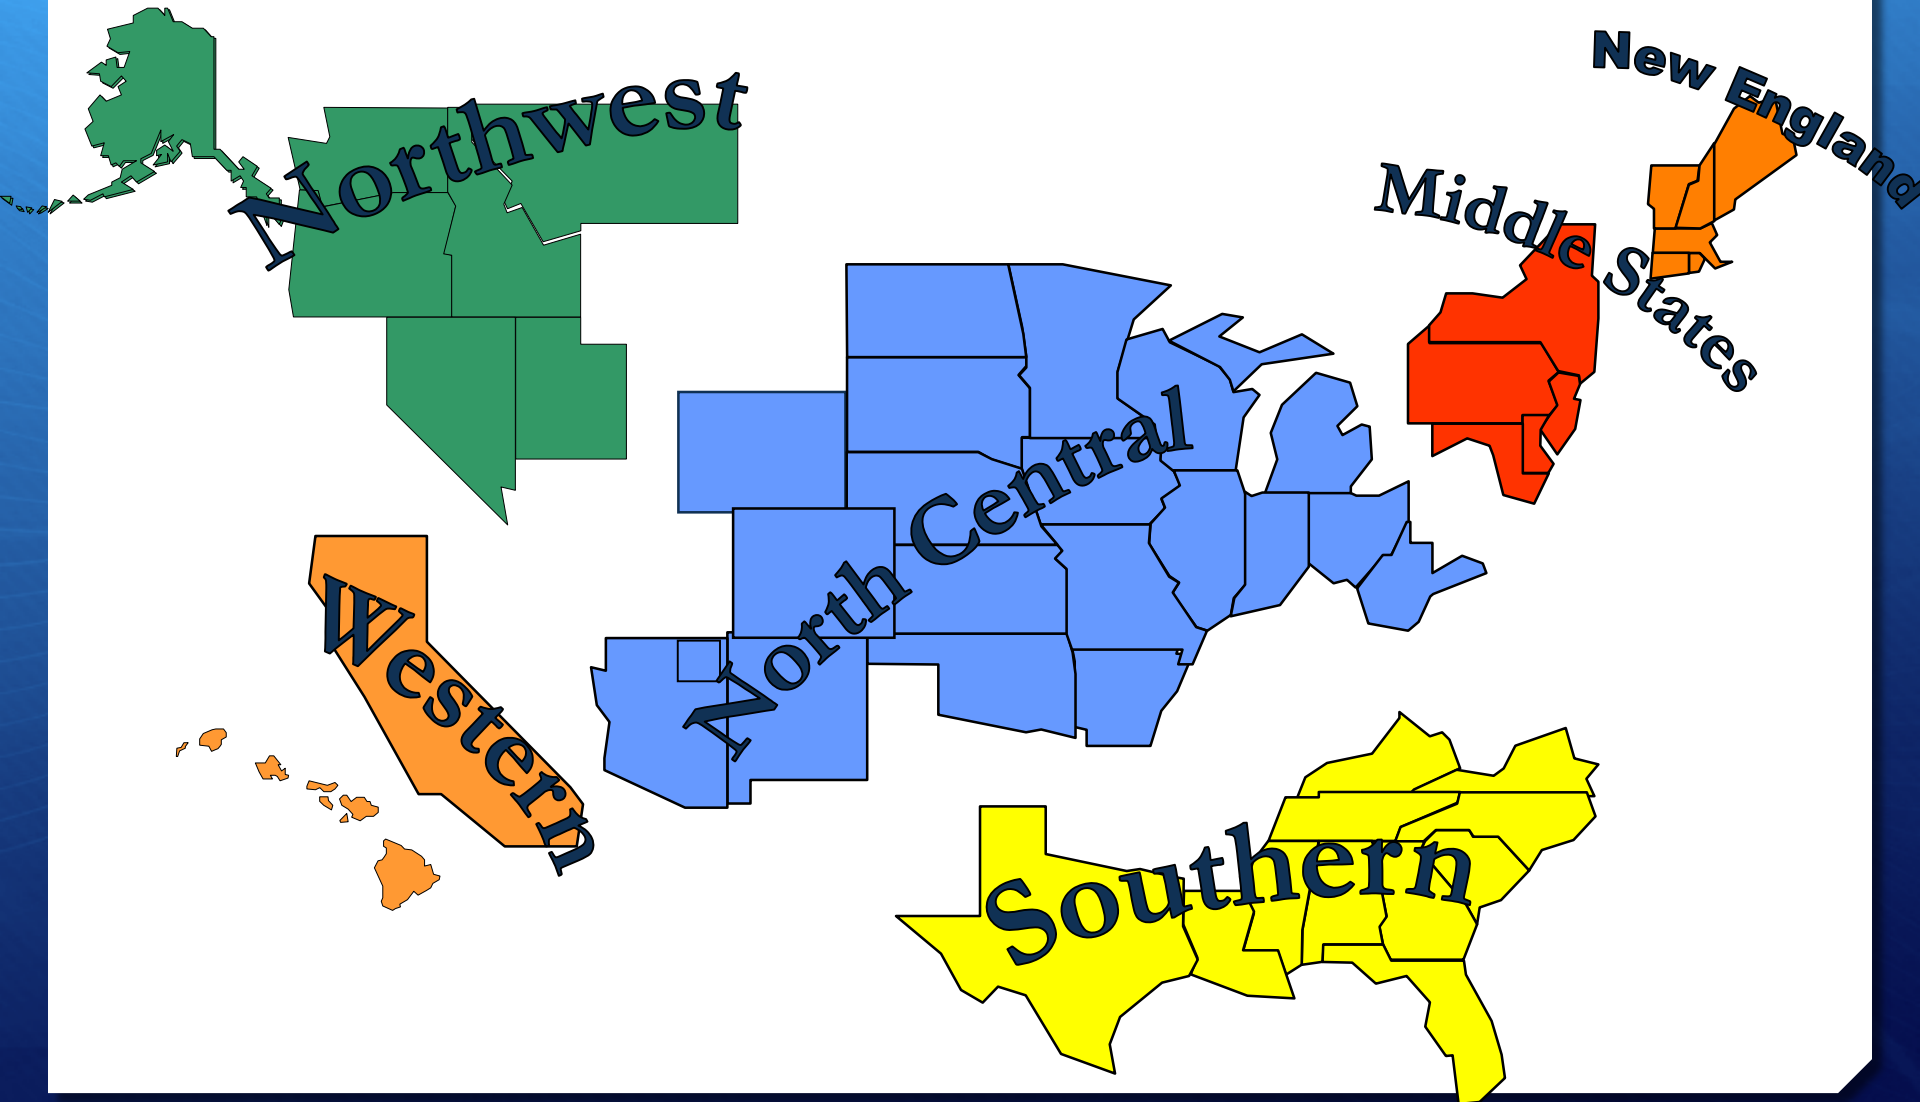 Northwest
New England
Middle States
North Central
Western
Southern